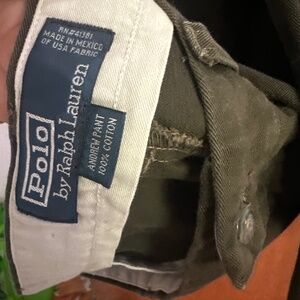 RN#41381
MADE IN MEXICO
OF USA FABRIC
Polo
by Ralph Lauren
ANDREW PANT
100% COTTON